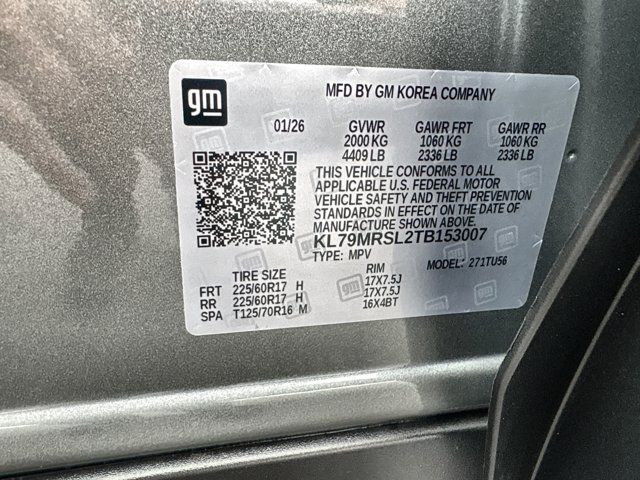 gm
MFD BY GM KOREA COMPANY
01/26 GVWR GAWR FRT GAWR RR
2000 KG 1060 KG 1060 KG
4409 LB 2336 LB 2336 LB
THIS VEHICLE CONFORMS TO ALL
APPLICABLE U.S. FEDERAL MOTOR
VEHICLE SAFETY AND THEFT PREVENTION
STANDARDS IN EFFECT ON THE DATE OF
MANUFACTURE SHOWN ABOVE.
KL79MRSL2TB153007
TYPE: MPV MODEL: 271TU56
TIRE SIZE RIM
FRT 225/60R17 H 17X7.5J
RR 225/60R17 H 17X7.5J
SPA T125/70R16 M 16X4BT